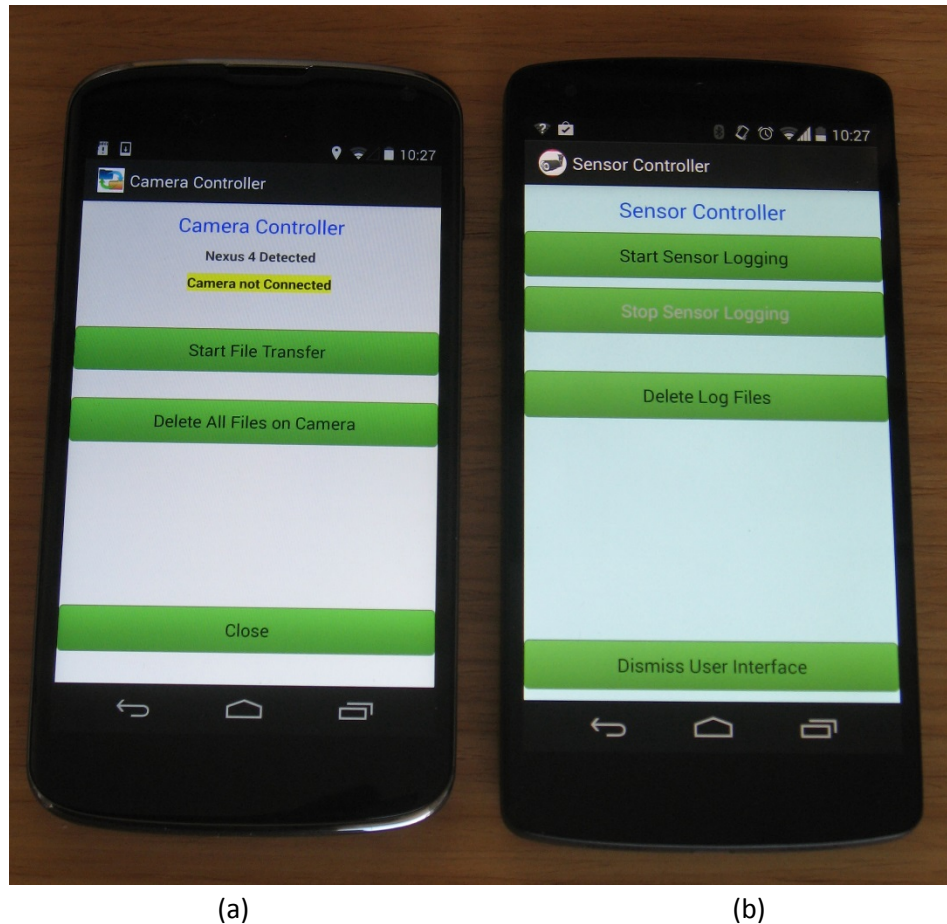 10:27
Camera Controller
Camera Controller
Nexus 4 Detected
Camera not Connected
Start File Transfer
Delete All Files on Camera
Close
10:27
Sensor Controller
Sensor Controller
Start Sensor Logging
Stop Sensor Logging
Delete Log Files
Dismiss User Interface
(a)
(b)